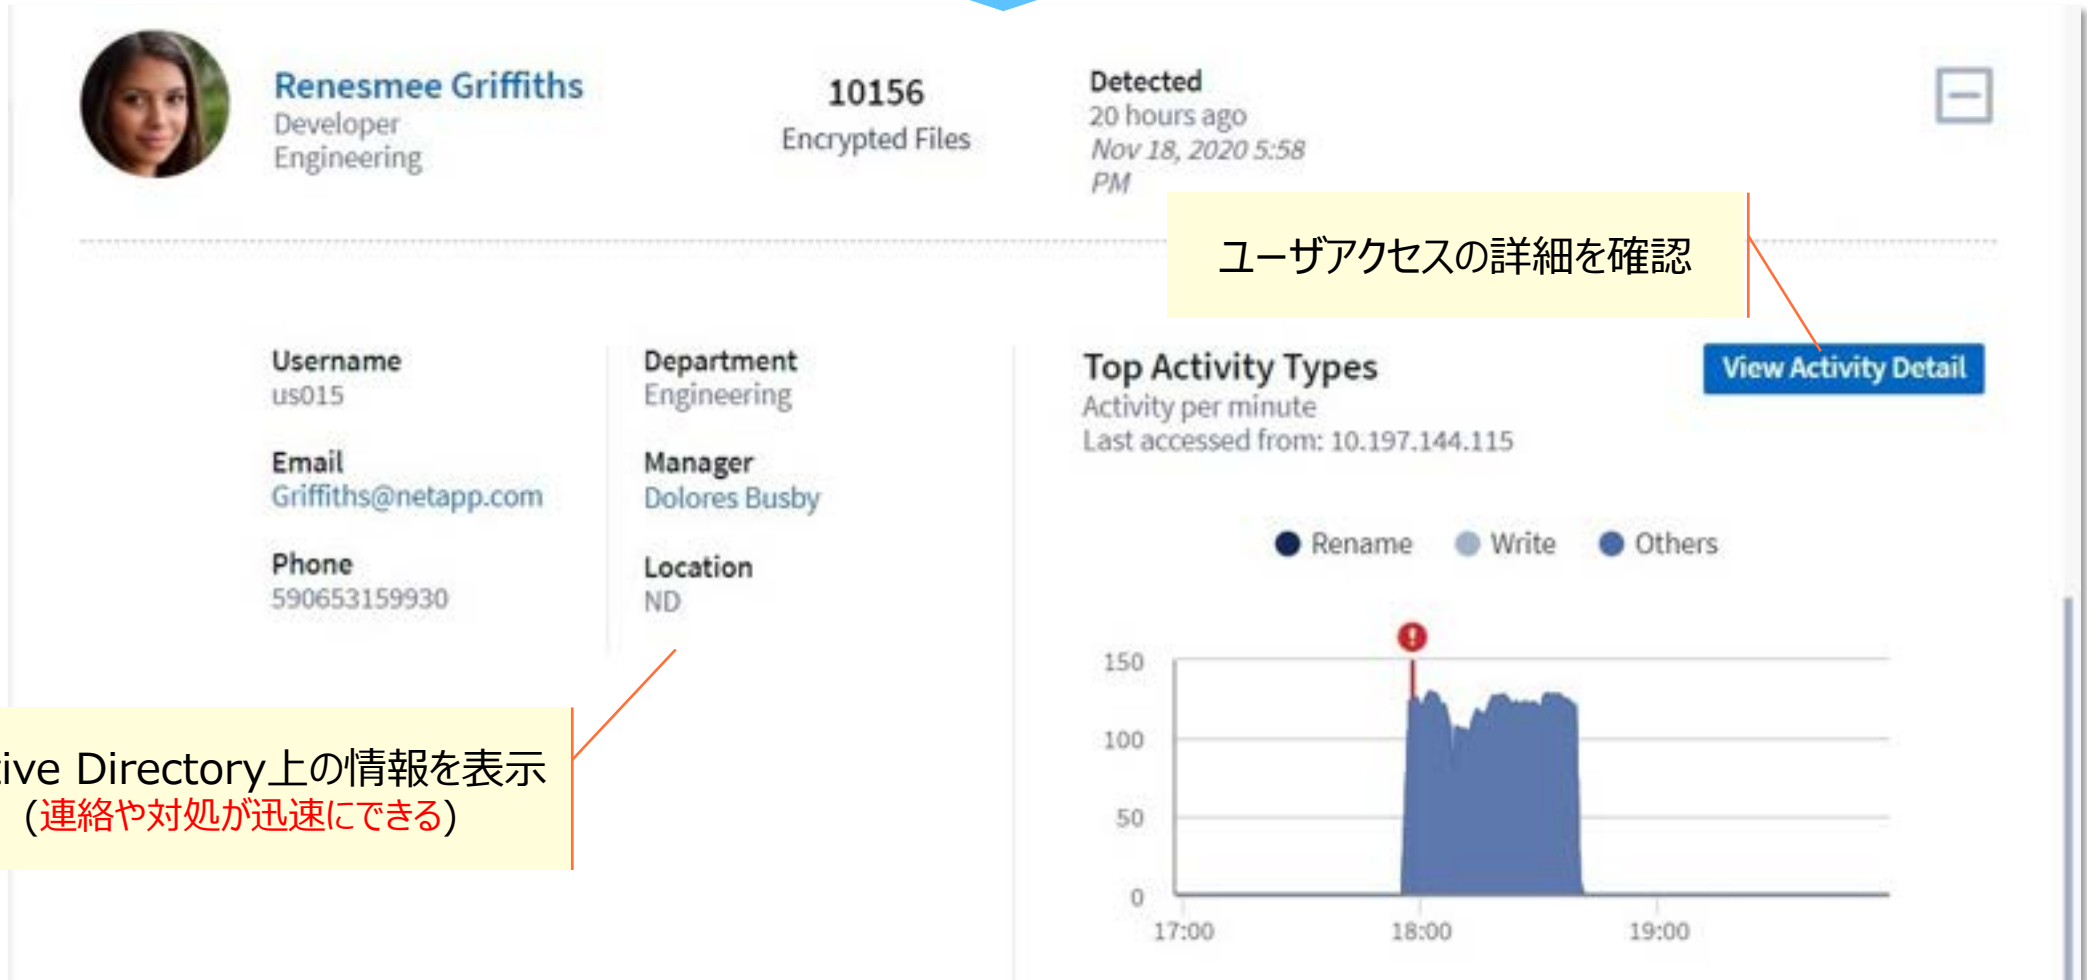 Renesmee Griffiths
Developer
Engineering
10156
Encrypted Files
Detected
20 hours ago
Nov 18, 2020 5:58
PM
ユーザアクセスの詳細を確認
Username
us015
Email
Griffiths@netapp.com
Phone
590653159930
Department
Engineering
Manager
Dolores Busby
Location
ND
tive Directory上の情報を表示
(連絡や対処が迅速にできる)
Top Activity Types
Activity per minute
Last accessed from: 10.197.144.115
View Activity Detail
Rename Write Others
150
100
50
0
17:00 18:00 19:00